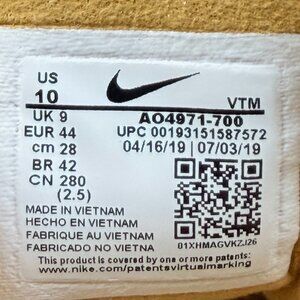 US
10
VTM
UK 9
AO4971-700
EUR 44
UPC 00193151587572
cm 28
04/16/19 07/03/19
BR 42
CN 280
(2.5)
MADE IN VIETNAM
HECHO EN VIETNAM
FABRIQUE AU VIETNAM
FABRICADO NO VIETNA
01XHMAGVKZJ26
This product is covered by one or more patents.
www.nike.com/patentsvirtualmarking